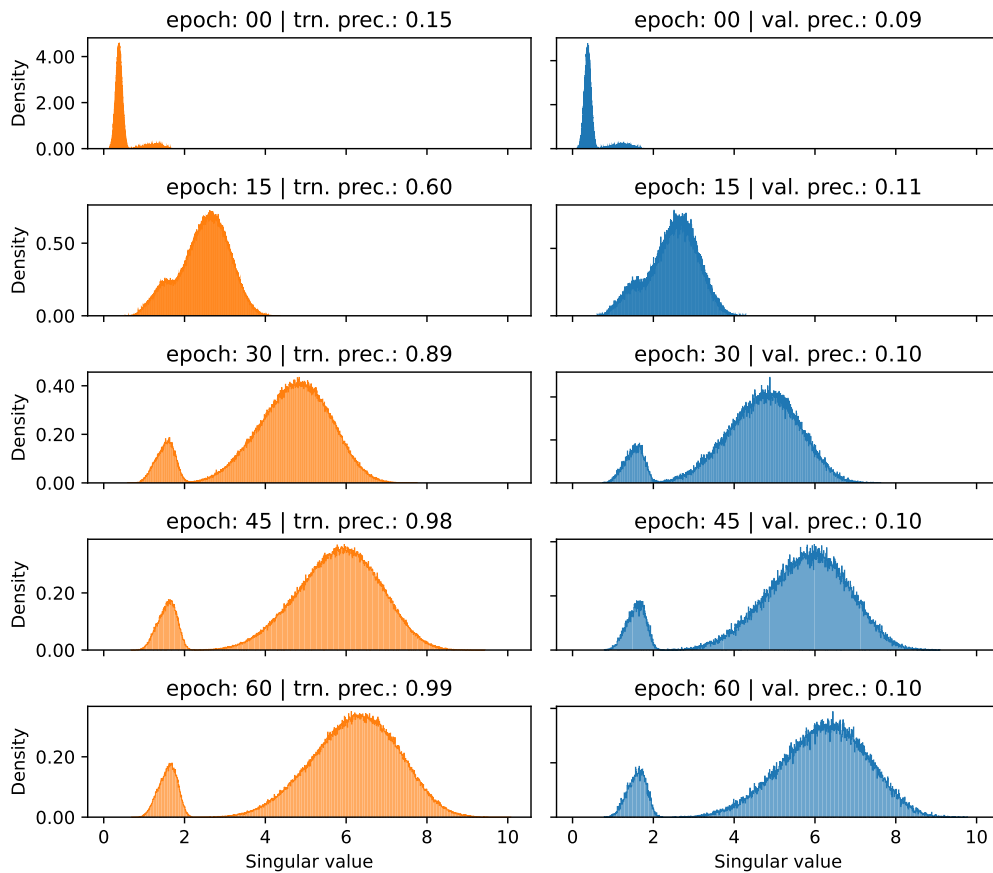 epoch: 00 | trn. prec.: 0.15
epoch: 00 | val. prec.: 0.09
Density
4.00
2.00
0.00
epoch: 15 | trn. prec.: 0.60
epoch: 15 | val. prec.: 0.11
Density
0.50
0.00
epoch: 30 | trn. prec.: 0.89
epoch: 30 | val. prec.: 0.10
Density
0.40
0.20
0.00
epoch: 45 | trn. prec.: 0.98
epoch: 45 | val. prec.: 0.10
Density
0.20
0.00
epoch: 60 | trn. prec.: 0.99
epoch: 60 | val. prec.: 0.10
Density
0.20
0.00
0 2 4 6 8 10
0 2 4 6 8 10
Singular value
Singular value